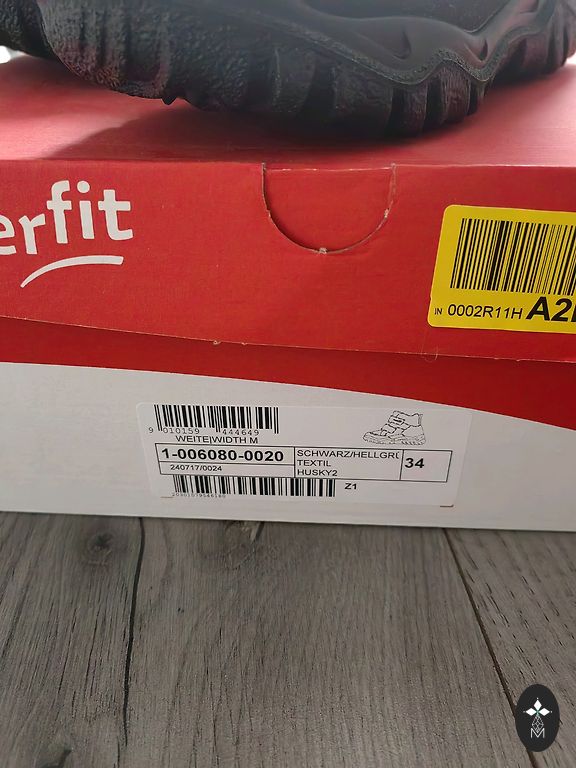 erfit
IN 0002R11H A2
9 010159 444649
WEITE|WIDTH M
1-006080-0020
240717/0024
SCHWARZ/HELLGRÜ
TEXTIL
HUSKY2
34
Z1